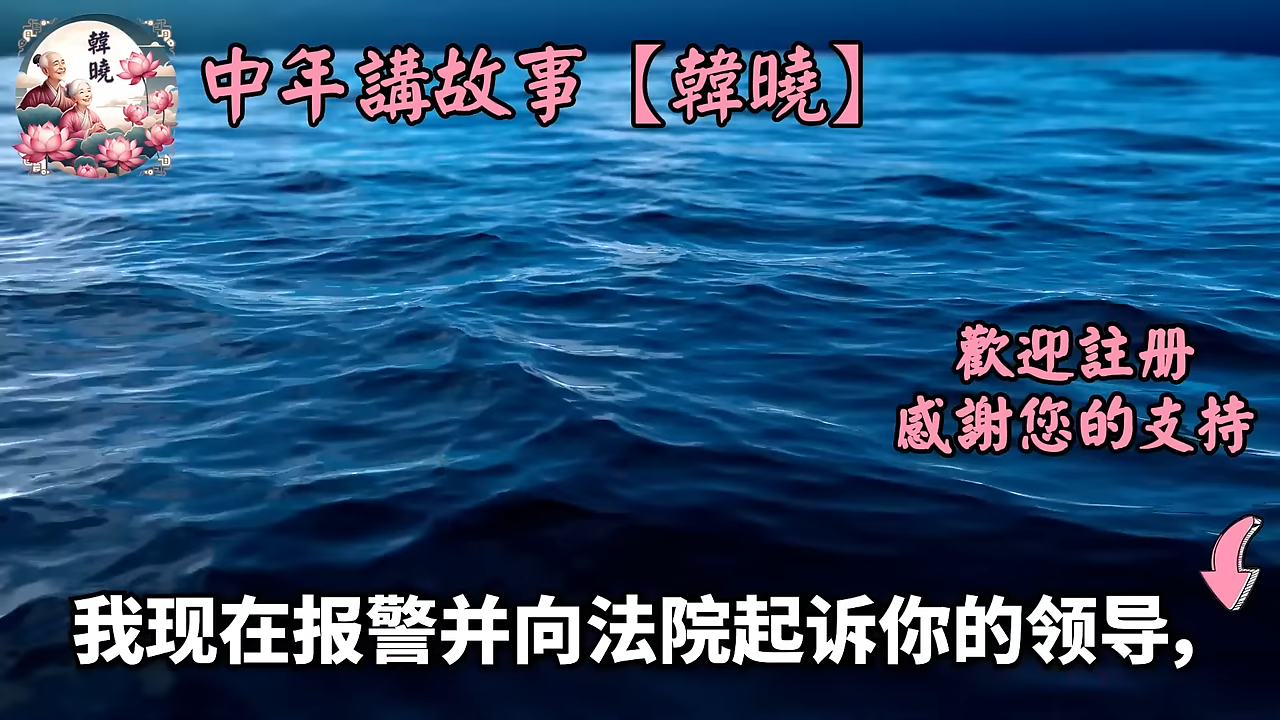 韓
曉
中年講故事【韓曉】
歡迎註册
感謝您的支持
我现在报警并向法院起诉你的领导,